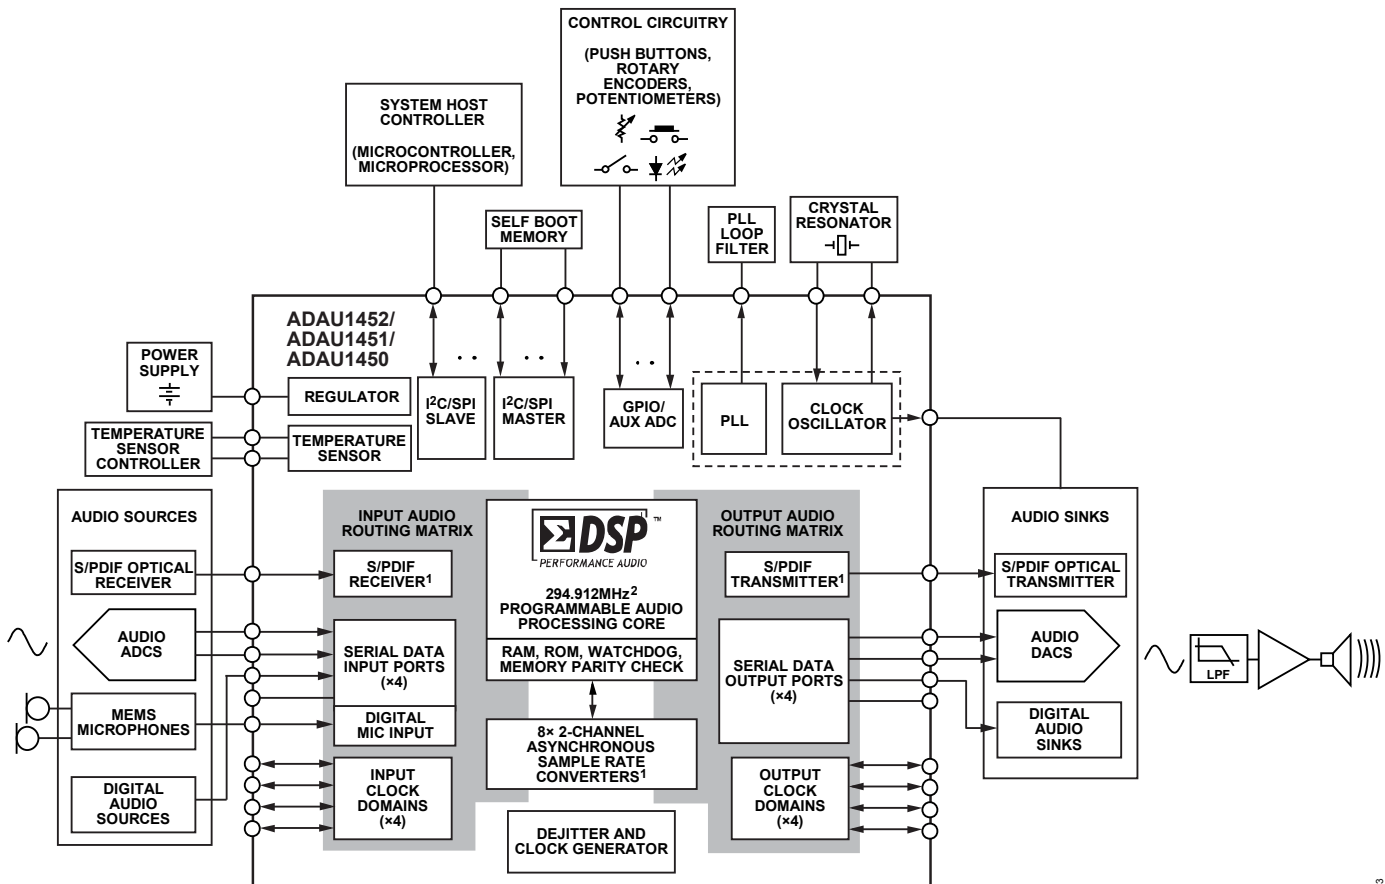 CONTROL CIRCUITRY
(PUSH BUTTONS,
ROTARY
ENCODERS,
POTENTIOMETERS)
SYSTEM HOST
CONTROLLER
(MICROCONTROLLER,
MICROPROCESSOR)
SELF BOOT
MEMORY
PLL
LOOP
FILTER
CRYSTAL
RESONATOR
ADAU1452/
ADAU1451/
ADAU1450
POWER
SUPPLY
REGULATOR
TEMPERATURE
SENSOR
CONTROLLER
TEMPERATURE
SENSOR
I2C/SPI
SLAVE
I2C/SPI
MASTER
GPIO/
AUX ADC
PLL
CLOCK
OSCILLATOR
AUDIO SOURCES
S/PDIF OPTICAL
RECEIVER
AUDIO
ADCS
MEMS
MICROPHONES
DIGITAL
AUDIO
SOURCES
INPUT AUDIO
ROUTING MATRIX
S/PDIF
RECEIVER1
SERIAL DATA
INPUT PORTS
(×4)
DIGITAL
MIC INPUT
INPUT
CLOCK
DOMAINS
(×4)
ΣDSP™
PERFORMANCE AUDIO
294.912MHz2
PROGRAMMABLE AUDIO
PROCESSING CORE
RAM, ROM, WATCHDOG,
MEMORY PARITY CHECK
8× 2-CHANNEL
ASYNCHRONOUS
SAMPLE RATE
CONVERTERS1
DEJITTER AND
CLOCK GENERATOR
OUTPUT AUDIO
ROUTING MATRIX
S/PDIF
TRANSMITTER1
SERIAL DATA
OUTPUT PORTS
(×4)
OUTPUT
CLOCK
DOMAINS
(×4)
AUDIO SINKS
S/PDIF OPTICAL
TRANSMITTER
AUDIO
DACS
DIGITAL
AUDIO
SINKS
LPF
3